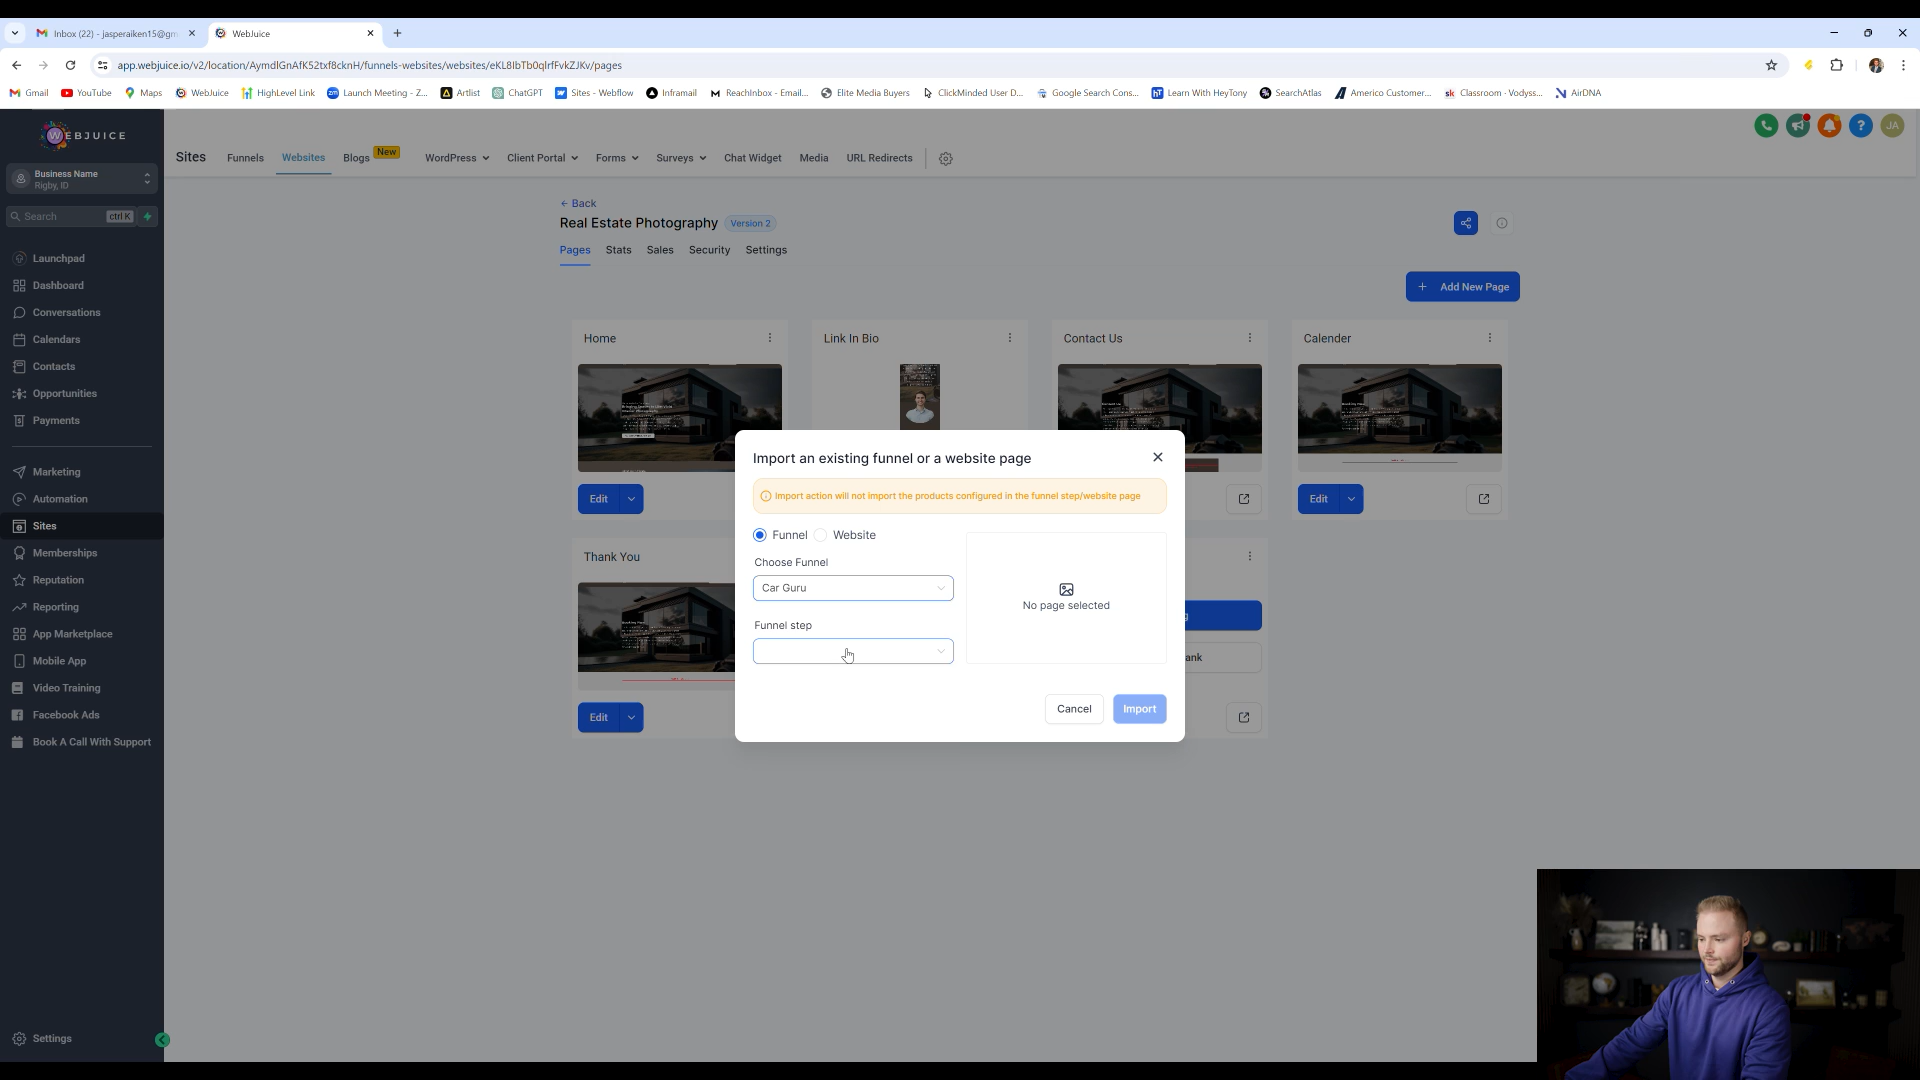 Inbox (22) - jasperaiken15@gm
WebJuice
app.webjuice.io/v2/location/AymdlGnAfK52txf8cknH/funnels-websites/websites/eKL8lbTb0qlrfFvkZJKv/pages
Gmail
YouTube
Maps
WebJuice
HighLevel Link
Launch Meeting - Z...
Artlist
ChatGPT
Sites - Webflow
Inframail
ReachInbox - Email...
Elite Media Buyers
ClickMinded User D...
Google Search Cons...
Learn With HeyTony
SearchAtlas
Americo Customer...
Classroom - Vodyss...
AirDNA
WEBJUICE
Business Name
Rigby, ID
Search
ctrl K
Launchpad
Dashboard
Conversations
Calendars
Contacts
Opportunities
Payments
Marketing
Automation
Sites
Memberships
Reputation
Reporting
App Marketplace
Mobile App
Video Training
Facebook Ads
Book A Call With Support
Settings
Sites
Funnels
Websites
Blogs
New
WordPress
Client Portal
Forms
Surveys
Chat Widget
Media
URL Redirects
JA
← Back
Real Estate Photography
Version 2
Pages
Stats
Sales
Security
Settings
+ Add New Page
Home
Link In Bio
Contact Us
Calender
Edit
Edit
Thank You
Edit
ank
Import an existing funnel or a website page
Import action will not import the products configured in the funnel step/website page
Funnel
Website
Choose Funnel
Car Guru
Funnel step
No page selected
Cancel
Import